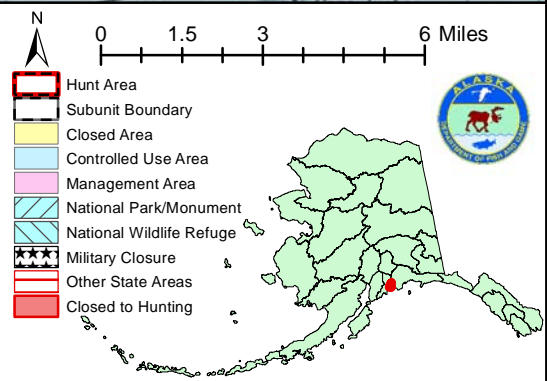 N
0 1.5 3 6 Miles
Hunt Area
Subunit Boundary
Closed Area
Controlled Use Area
Management Area
National Park/Monument
National Wildlife Refuge
Military Closure
Other State Areas
Closed to Hunting
ALASKA
DEPARTMENT OF FISH AND GAME